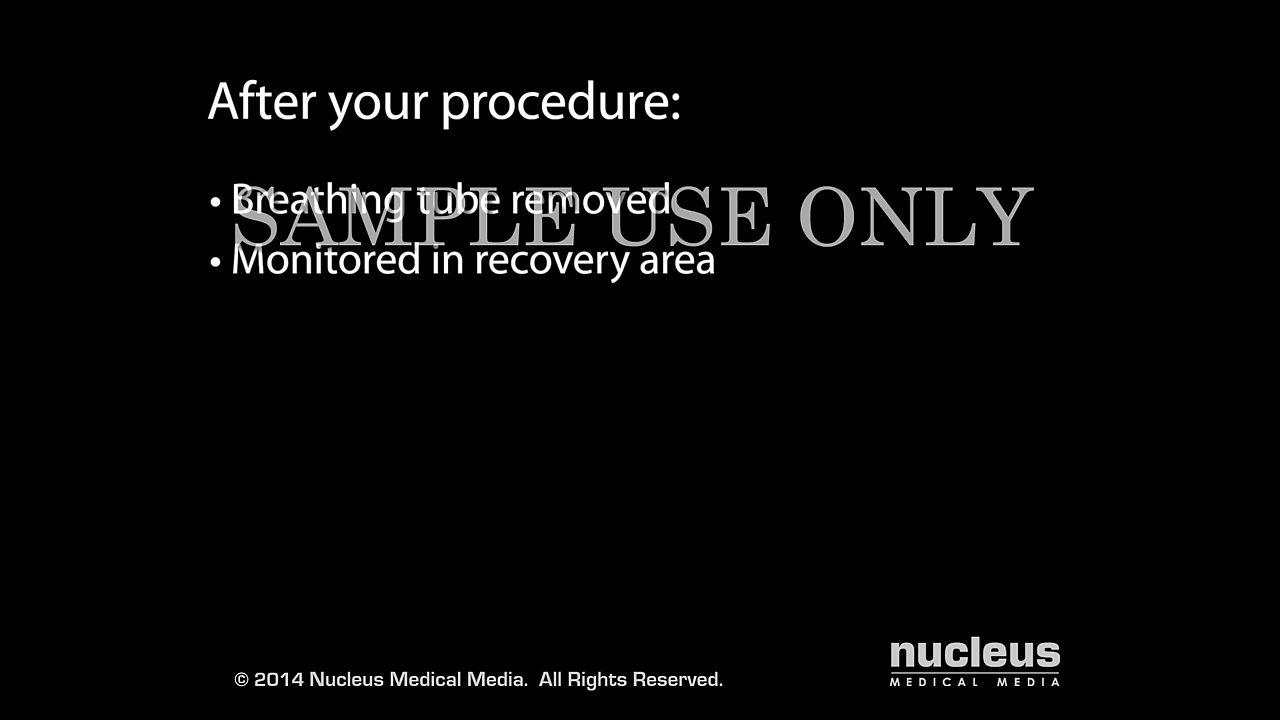 After your procedure:
• Breathing tube removed
SAMPLE USE ONLY
• Monitored in recovery area
nucleus
MEDICAL MEDIA
© 2014 Nucleus Medical Media. All Rights Reserved.